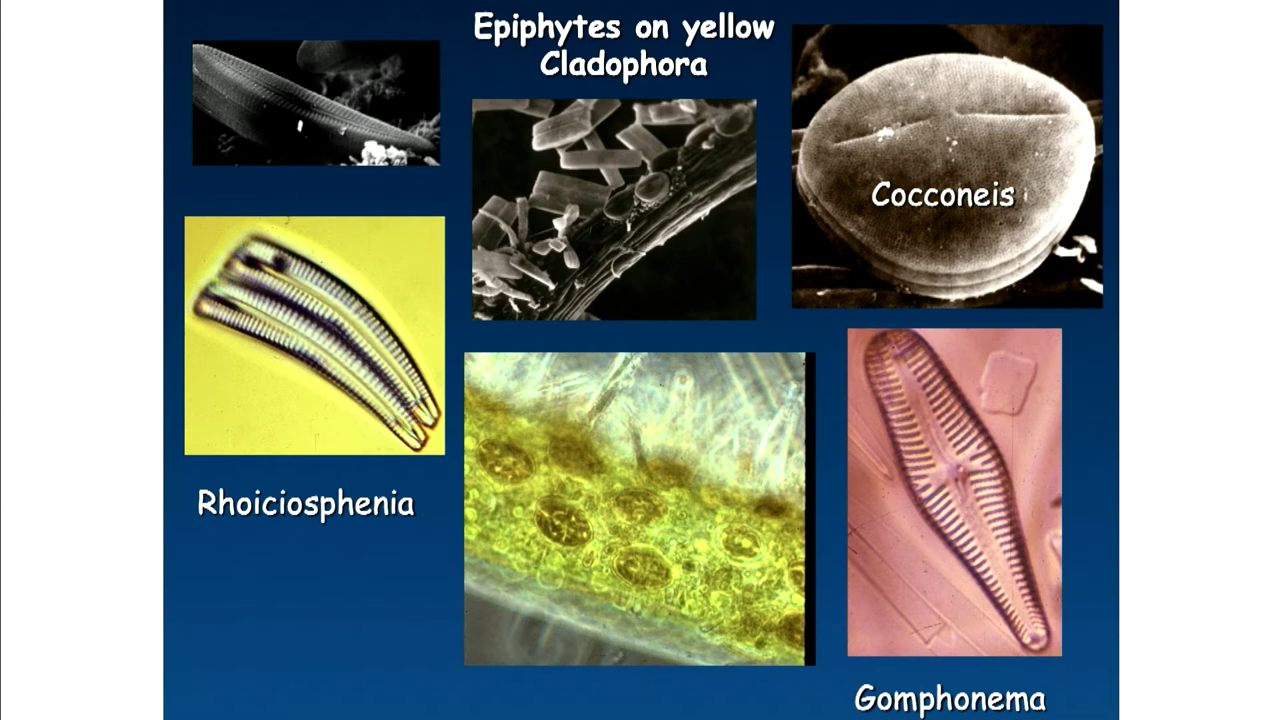 Epiphytes on yellow
Cladophora
Cocconeis
Rhoiciosphenia
Gomphonema